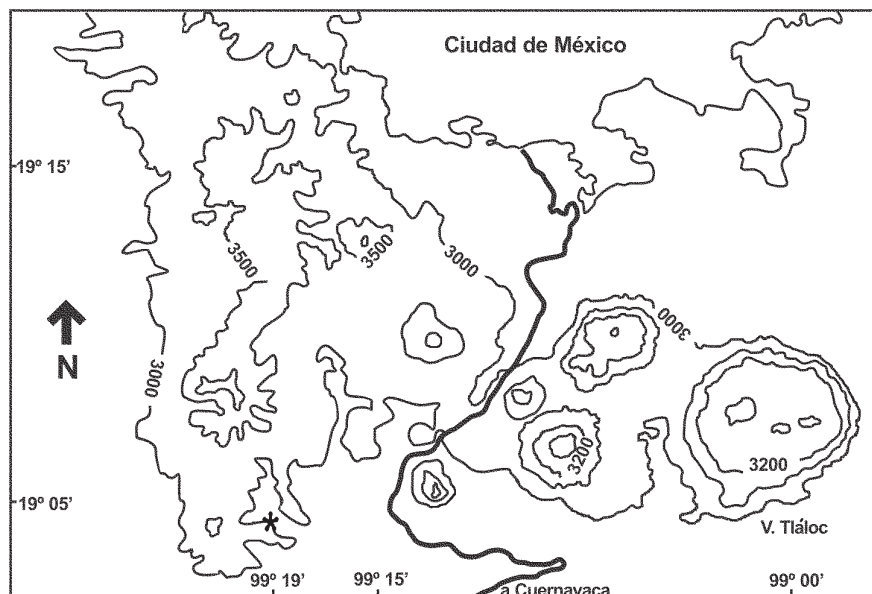 Ciudad de México
19º 15'
3500
3500
3000
3000
N
3000
3200
3200
19º 05'
V. Tláloc
99º 19'
99º 15'
99º 00'
a Cuernavaca